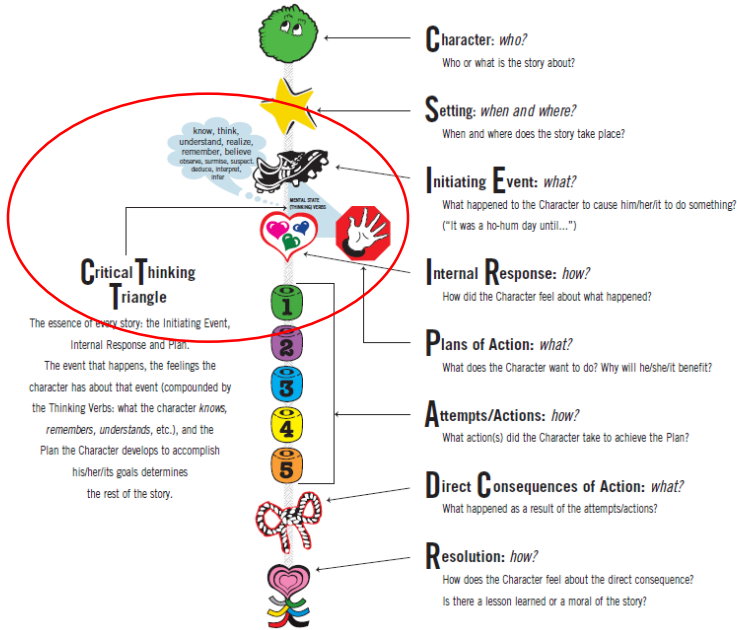 Character: who?
Who or what is the story about?
Setting: when and where?
When and where does the story take place?
know, think,
understand, realize,
remember, believe
observe, surmise, suspect,
deduce, interpret,
infer
Initiating Event: what?
What happened to the Character to cause him/her/it to do something?
("It was a ho-hum day until...")
MENTAL STATE
(THINKING) VERBS
Critical Thinking
Triangle
The essence of every story: the Initiating Event,
Internal Response and Plan.
The event that happens, the feelings the
character has about that event (compounded by
the Thinking Verbs: what the character knows,
remembers, understands, etc.), and the
Plan the Character develops to accomplish
his/her/its goals determines
the rest of the story.
Internal Response: how?
How did the Character feel about what happened?
1
2
3
4
5
Plans of Action: what?
What does the Character want to do? Why will he/she/it benefit?
Attempts/Actions: how?
What action(s) did the Character take to achieve the Plan?
Direct Consequences of Action: what?
What happened as a result of the attempts/actions?
Resolution: how?
How does the Character feel about the direct consequence?
Is there a lesson learned or a moral of the story?